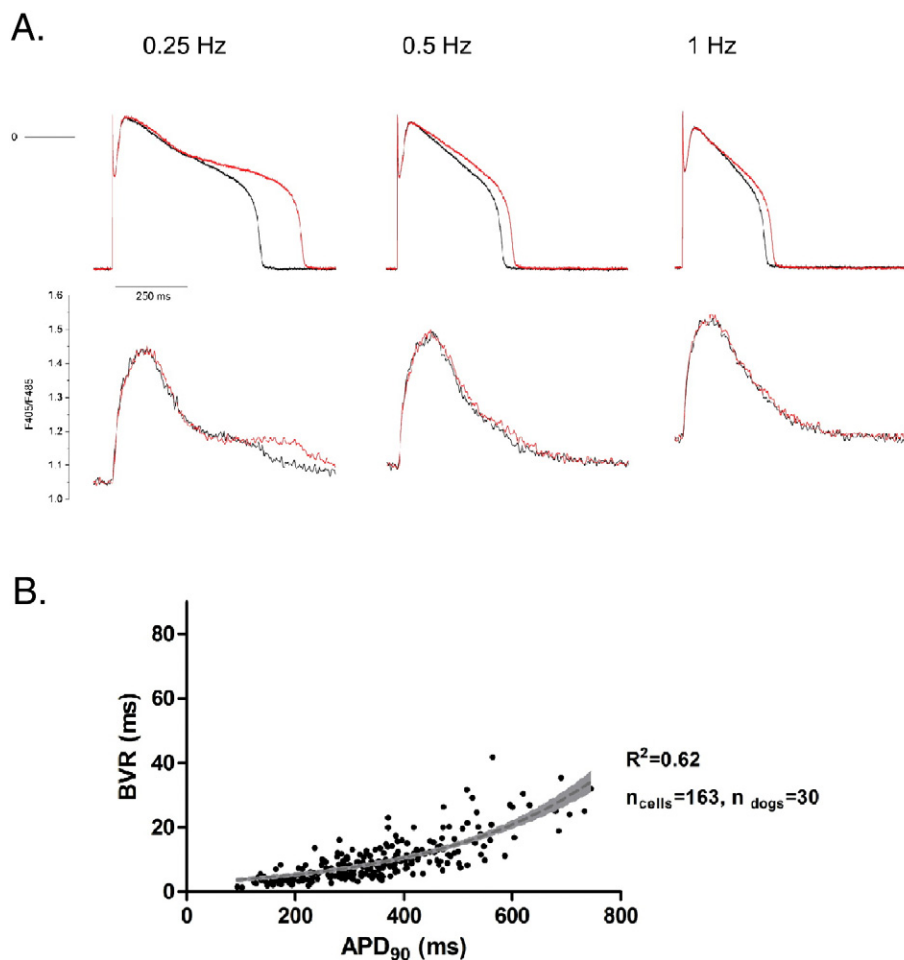 A.
0.25 Hz 0.5 Hz 1 Hz
0
250 ms
1.6
1.5
1.4
1.3
1.2
1.1
1.0
F405/F485
B.
80
60
40
20
0
BVR (ms)
R²=0.62
n cells=163, n dogs=30
0 200 400 600 800
APD90 (ms)